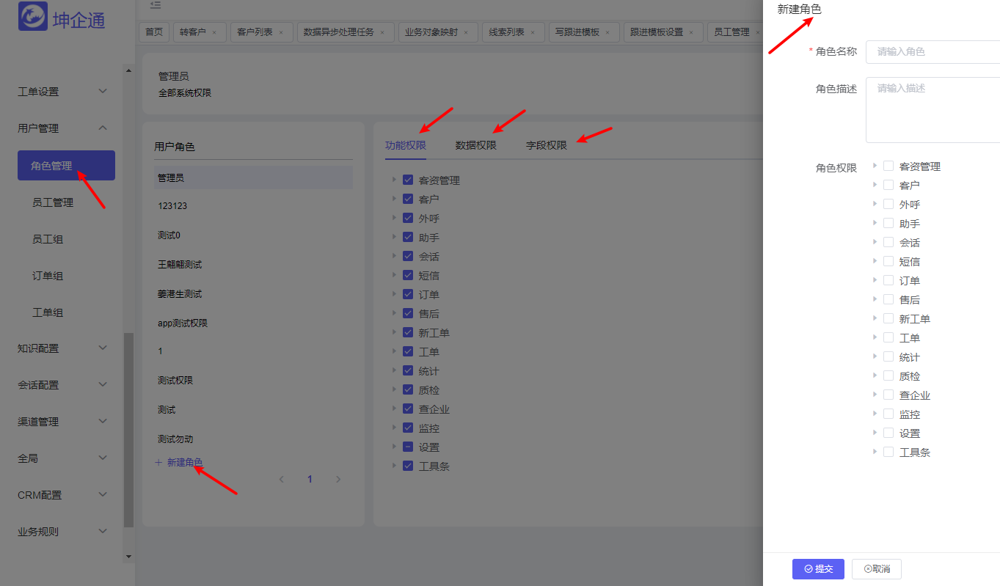 坤企通
工单设置
用户管理
角色管理
员工管理
员工组
订单组
工单组
知识配置
会话配置
渠道管理
全局
CRM配置
业务规则
首页
转客户 ×
客户列表 ×
数据异步处理任务 ×
业务对象映射 ×
线索列表 ×
写跟进模板 ×
跟进模板设置 ×
员工管理 ×
管理员
全部系统权限
用户角色
管理员
123123
测试0
王翩翩测试
姜港生测试
app测试权限
1
测试权限
测试
测试勿动
+ 新建角色
< 1 >
功能权限 数据权限 字段权限
客资管理
客户
外呼
助手
会话
短信
订单
售后
新工单
工单
统计
质检
查企业
监控
设置
工具条
新建角色
* 角色名称 请输入角色
角色描述 请输入描述
角色权限
客资管理
客户
外呼
助手
会话
短信
订单
售后
新工单
工单
统计
质检
查企业
监控
设置
工具条
提交
取消